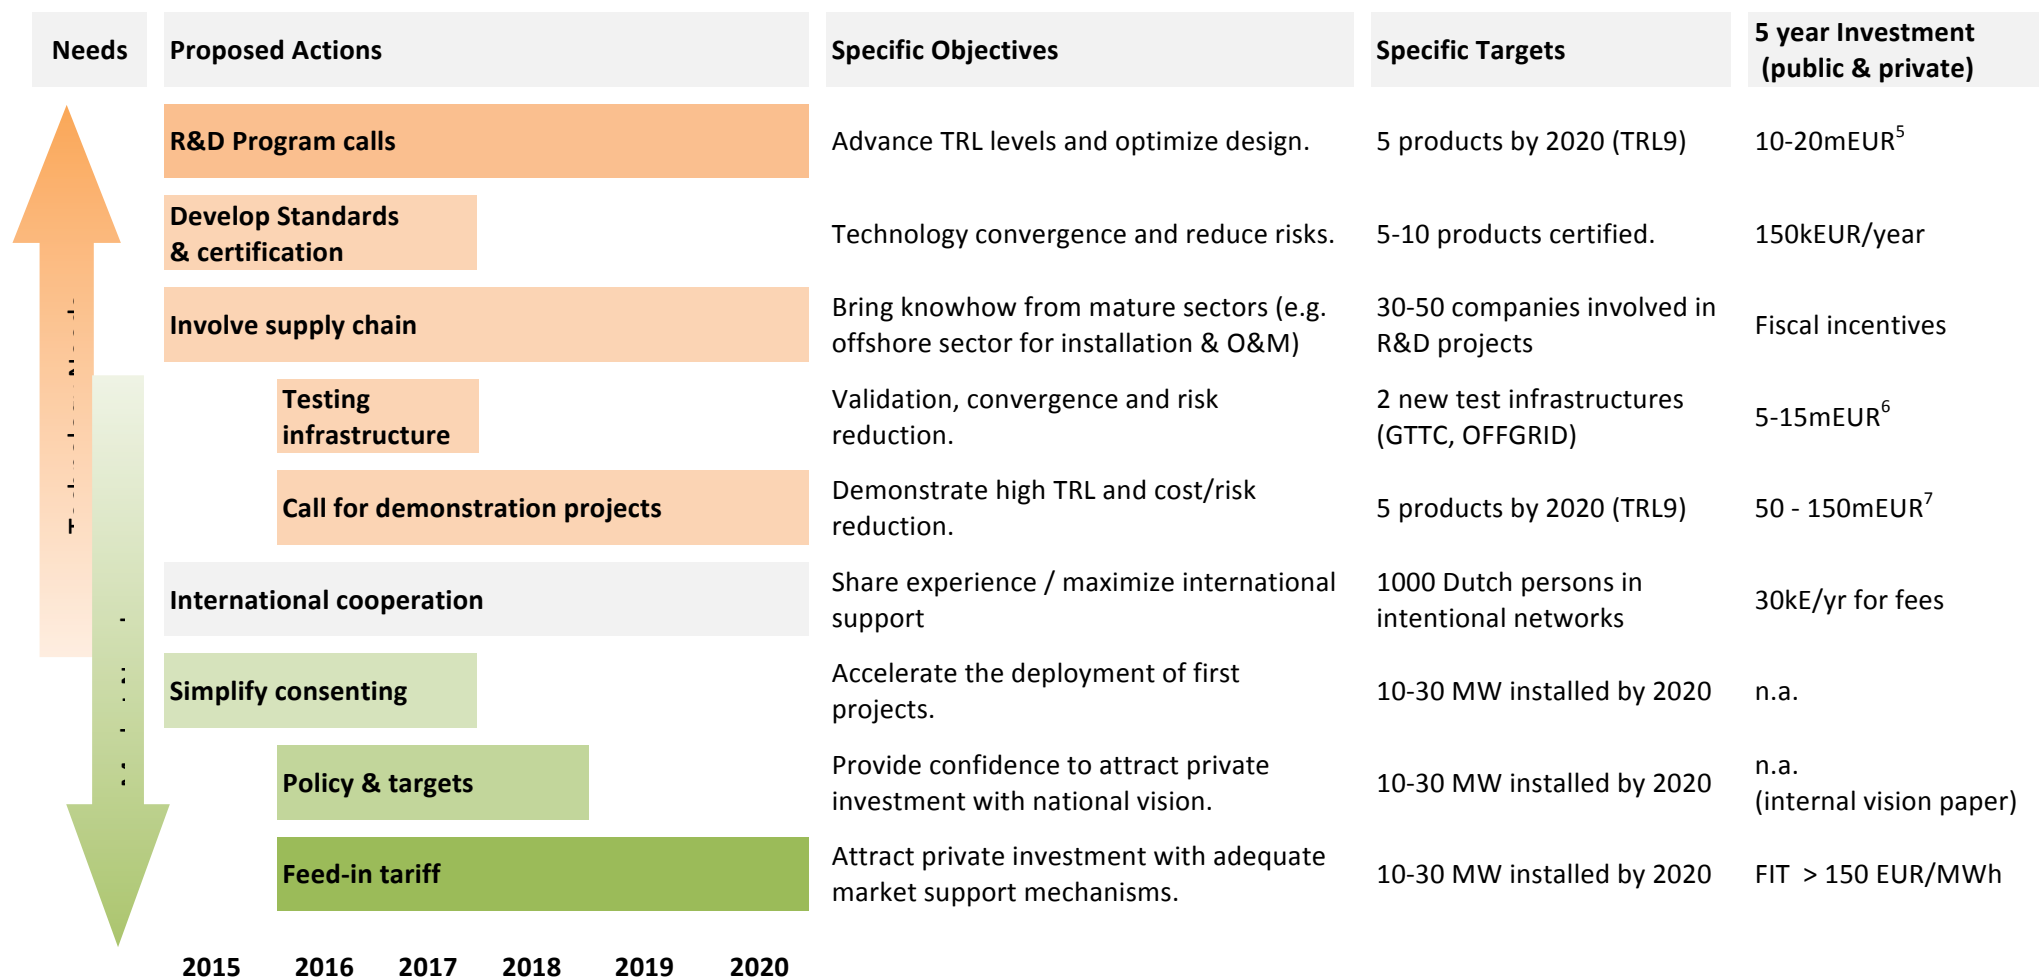 Needs
Proposed Actions
Specific Objectives
Specific Targets
5 year Investment
(public & private)
R&D Program calls
Advance TRL levels and optimize design.
5 products by 2020 (TRL9)
10-20mEUR5
Develop Standards
& certification
Technology convergence and reduce risks.
5-10 products certified.
150kEUR/year
Involve supply chain
Bring knowhow from mature sectors (e.g.
offshore sector for installation & O&M)
30-50 companies involved in
R&D projects
Fiscal incentives
Testing
infrastructure
Validation, convergence and risk
reduction.
2 new test infrastructures
(GTTC, OFFGRID)
5-15mEUR6
Call for demonstration projects
Demonstrate high TRL and cost/risk
reduction.
5 products by 2020 (TRL9)
50 - 150mEUR7
International cooperation
Share experience / maximize international
support
1000 Dutch persons in
intentional networks
30kE/yr for fees
Simplify consenting
Accelerate the deployment of first
projects.
10-30 MW installed by 2020
n.a.
Policy & targets
Provide confidence to attract private
investment with national vision.
10-30 MW installed by 2020
n.a.
(internal vision paper)
Feed-in tariff
Attract private investment with adequate
market support mechanisms.
10-30 MW installed by 2020
FIT > 150 EUR/MWh
2015 2016 2017 2018 2019 2020